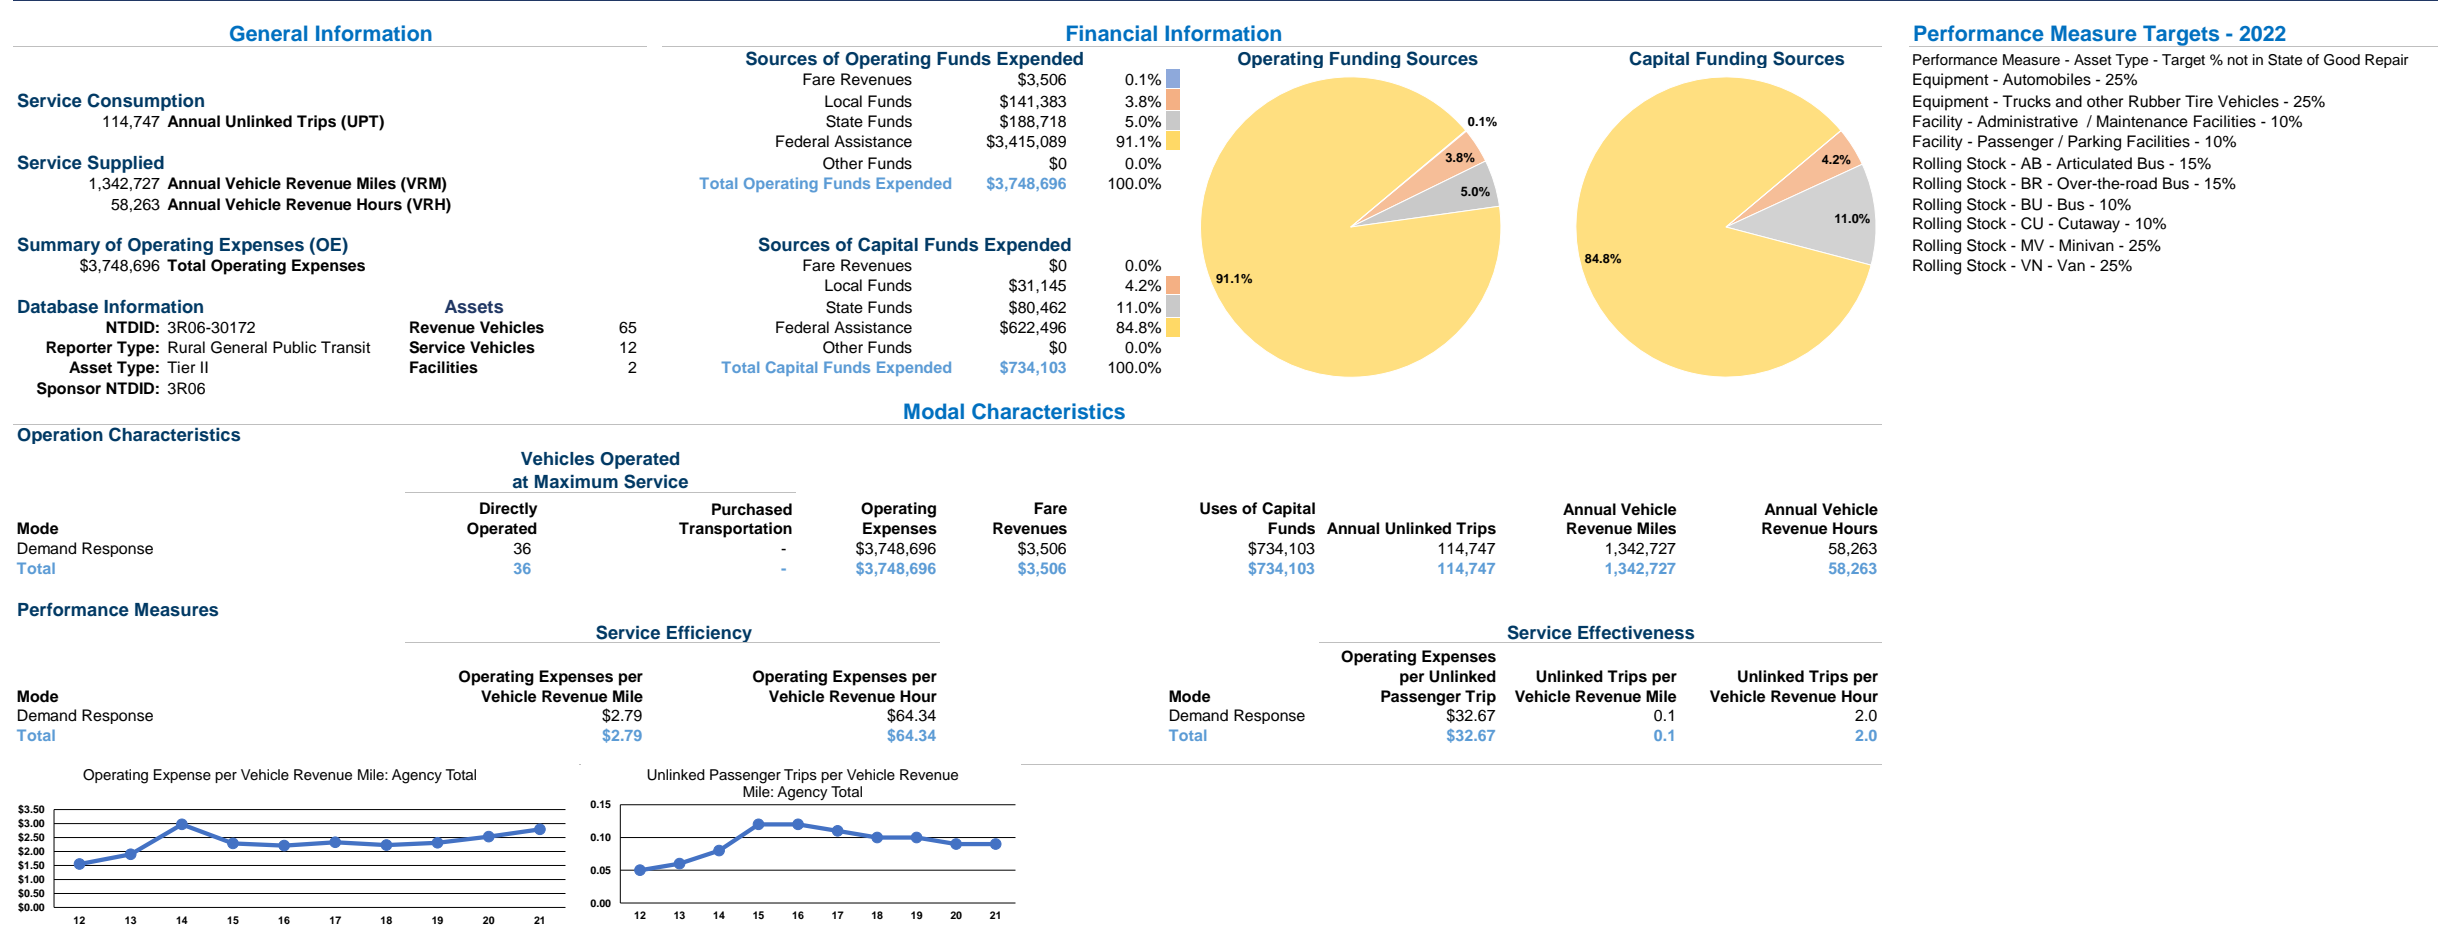 General Information
Service Consumption
114,747 Annual Unlinked Trips (UPT)
Service Supplied
1,342,727 Annual Vehicle Revenue Miles (VRM)
58,263 Annual Vehicle Revenue Hours (VRH)
Summary of Operating Expenses (OE)
$3,748,696 Total Operating Expenses
Database Information
NTDID: 3R06-30172
Reporter Type: Rural General Public Transit
Asset Type: Tier II
Sponsor NTDID: 3R06
Assets
Revenue Vehicles 65
Service Vehicles 12
Facilities 2
Financial Information
Sources of Operating Funds Expended
Fare Revenues $3,506 0.1%
Local Funds $141,383 3.8%
State Funds $188,718 5.0%
Federal Assistance $3,415,089 91.1%
Other Funds $0 0.0%
Total Operating Funds Expended $3,748,696 100.0%
Sources of Capital Funds Expended
Fare Revenues $0 0.0%
Local Funds $31,145 4.2%
State Funds $80,462 11.0%
Federal Assistance $622,496 84.8%
Other Funds $0 0.0%
Total Capital Funds Expended $734,103 100.0%
Operating Funding Sources
0.1%
3.8%
5.0%
91.1%
Capital Funding Sources
4.2%
11.0%
84.8%
Performance Measure Targets - 2022
Performance Measure - Asset Type - Target % not in State of Good Repair
Equipment - Automobiles - 25%
Equipment - Trucks and other Rubber Tire Vehicles - 25%
Facility - Administrative / Maintenance Facilities - 10%
Facility - Passenger / Parking Facilities - 10%
Rolling Stock - AB - Articulated Bus - 15%
Rolling Stock - BR - Over-the-road Bus - 15%
Rolling Stock - BU - Bus - 10%
Rolling Stock - CU - Cutaway - 10%
Rolling Stock - MV - Minivan - 25%
Rolling Stock - VN - Van - 25%
Modal Characteristics
Operation Characteristics
Vehicles Operated
at Maximum Service
Directly Purchased Operating Fare Uses of Capital Annual Vehicle Annual Vehicle
Mode Operated Transportation Expenses Revenues Funds Annual Unlinked Trips Revenue Miles Revenue Hours
Demand Response 36 - $3,748,696 $3,506 $734,103 114,747 1,342,727 58,263
Total 36 - $3,748,696 $3,506 $734,103 114,747 1,342,727 58,263
Performance Measures
Service Efficiency
Operating Expenses per Operating Expenses per
Mode Vehicle Revenue Mile Vehicle Revenue Hour
Demand Response $2.79 $64.34
Total $2.79 $64.34
Service Effectiveness
Operating Expenses
per Unlinked Unlinked Trips per Unlinked Trips per
Mode Passenger Trip Vehicle Revenue Mile Vehicle Revenue Hour
Demand Response $32.67 0.1 2.0
Total $32.67 0.1 2.0
Operating Expense per Vehicle Revenue Mile: Agency Total
$3.50
$3.00
$2.50
$2.00
$1.50
$1.00
$0.50
$0.00
12 13 14 15 16 17 18 19 20 21
Unlinked Passenger Trips per Vehicle Revenue
Mile: Agency Total
0.15
0.10
0.05
0.00
12 13 14 15 16 17 18 19 20 21